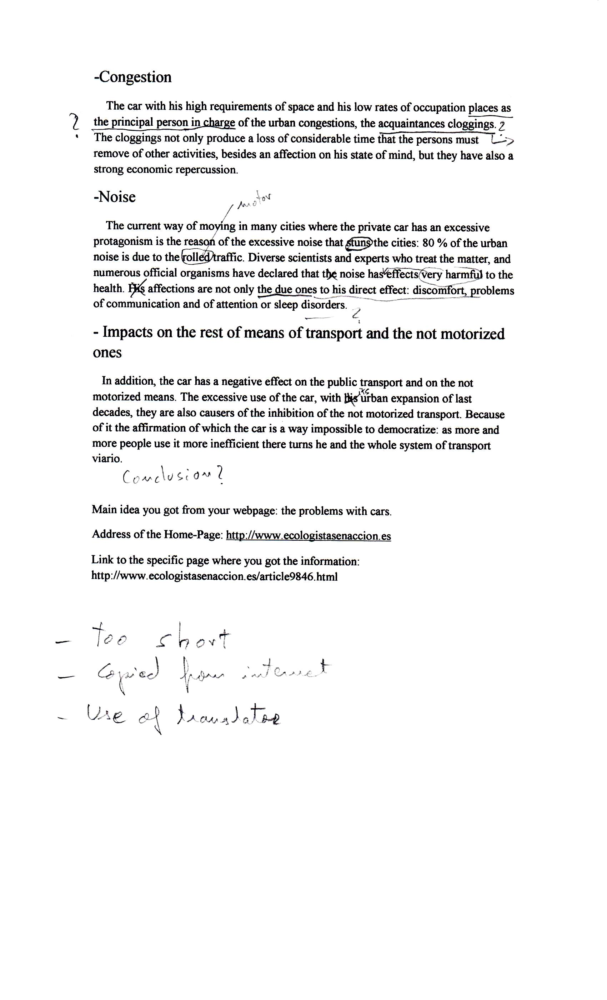 -Congestion
The car with his high requirements of space and his low rates of occupation places as
? the principal person in charge of the urban congestions, the acquaintances cloggings. ?
The cloggings not only produce a loss of considerable time that the persons must
remove of other activities, besides an affection on his state of mind, but they have also a
strong economic repercussion.
-Noise
motor
The current way of moving in many cities where the private car has an excessive
protagonism is the reason of the excessive noise that stuns the cities: 80 % of the urban
noise is due to the rolled traffic. Diverse scientists and experts who treat the matter, and
numerous official organisms have declared that the noise has effects very harmful to the
health. His affections are not only the due ones to his direct effect: discomfort, problems
of communication and of attention or sleep disorders.
?
- Impacts on the rest of means of transport and the not motorized
ones
In addition, the car has a negative effect on the public transport and on the not
its
motorized means. The excessive use of the car, with his urban expansion of last
decades, they are also causers of the inhibition of the not motorized transport. Because
of it the affirmation of which the car is a way impossible to democratize: as more and
more people use it more inefficient there turns he and the whole system of transport
viario.
Conclusion?
Main idea you got from your webpage: the problems with cars.
Address of the Home-Page: http://www.ecologistasenaccion.es
Link to the specific page where you got the information:
http://www.ecologistasenaccion.es/article9846.html
- too short
- Copied from internet
- Use of translator